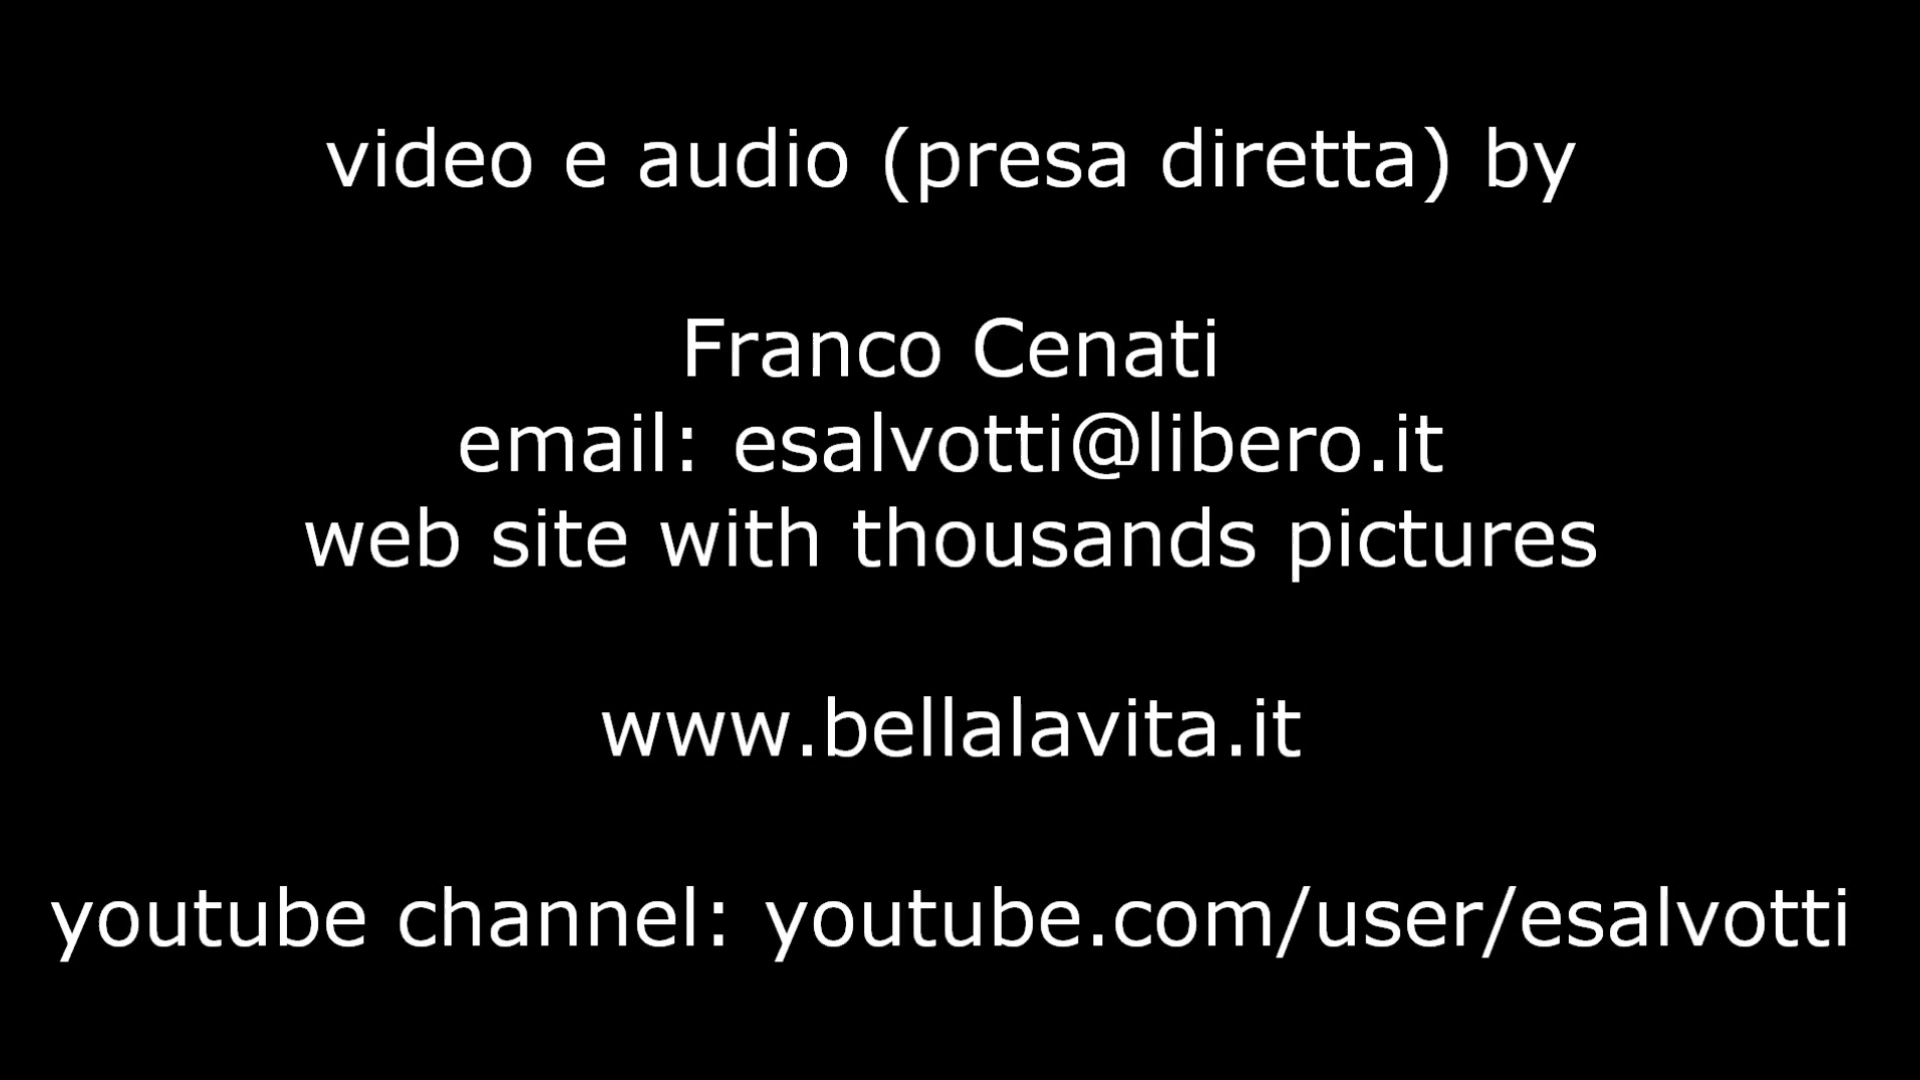 video e audio (presa diretta) by
Franco Cenati
email: esalvotti@libero.it
web site with thousands pictures
www.bellalavita.it
youtube channel: youtube.com/user/esalvotti